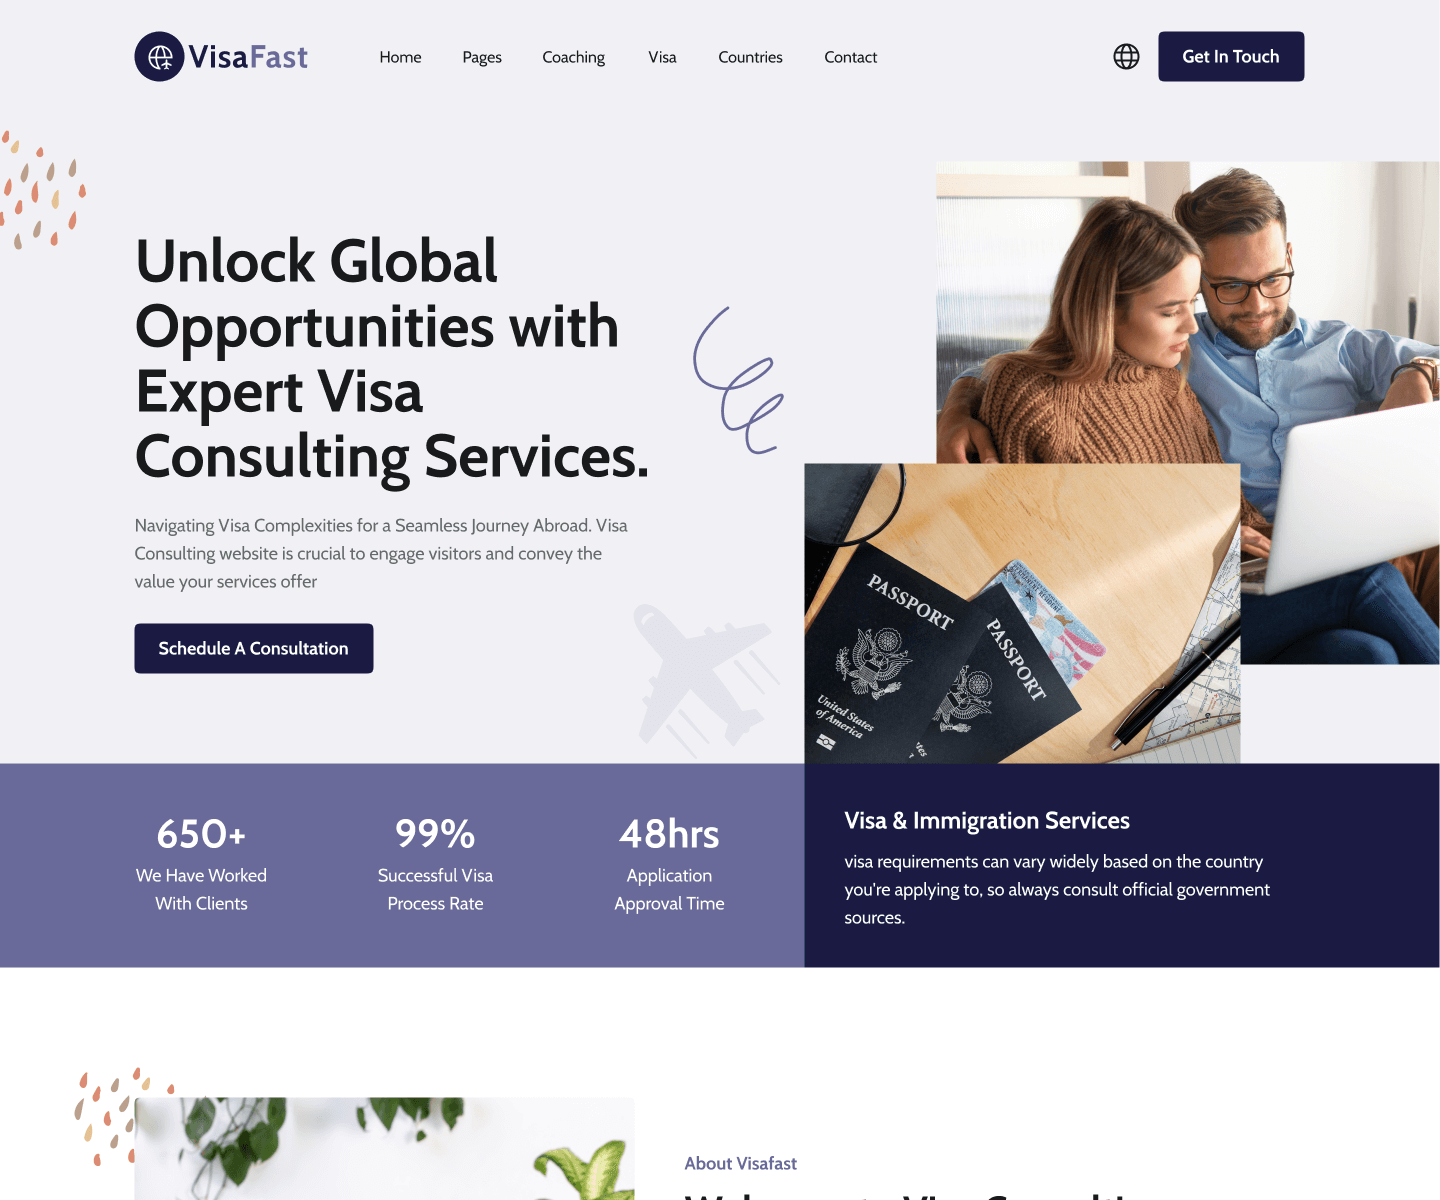 VisaFast
Home Pages Coaching Visa Countries Contact
Get In Touch
Unlock Global
Opportunities with
Expert Visa
Consulting Services.
Navigating Visa Complexities for a Seamless Journey Abroad. Visa
Consulting website is crucial to engage visitors and convey the
value your services offer
Schedule A Consultation
PASSPORT
United States
of America
PASSPORT
650+
We Have Worked
With Clients
99%
Successful Visa
Process Rate
48hrs
Application
Approval Time
Visa & Immigration Services
visa requirements can vary widely based on the country
you're applying to, so always consult official government
sources.
About Visafast